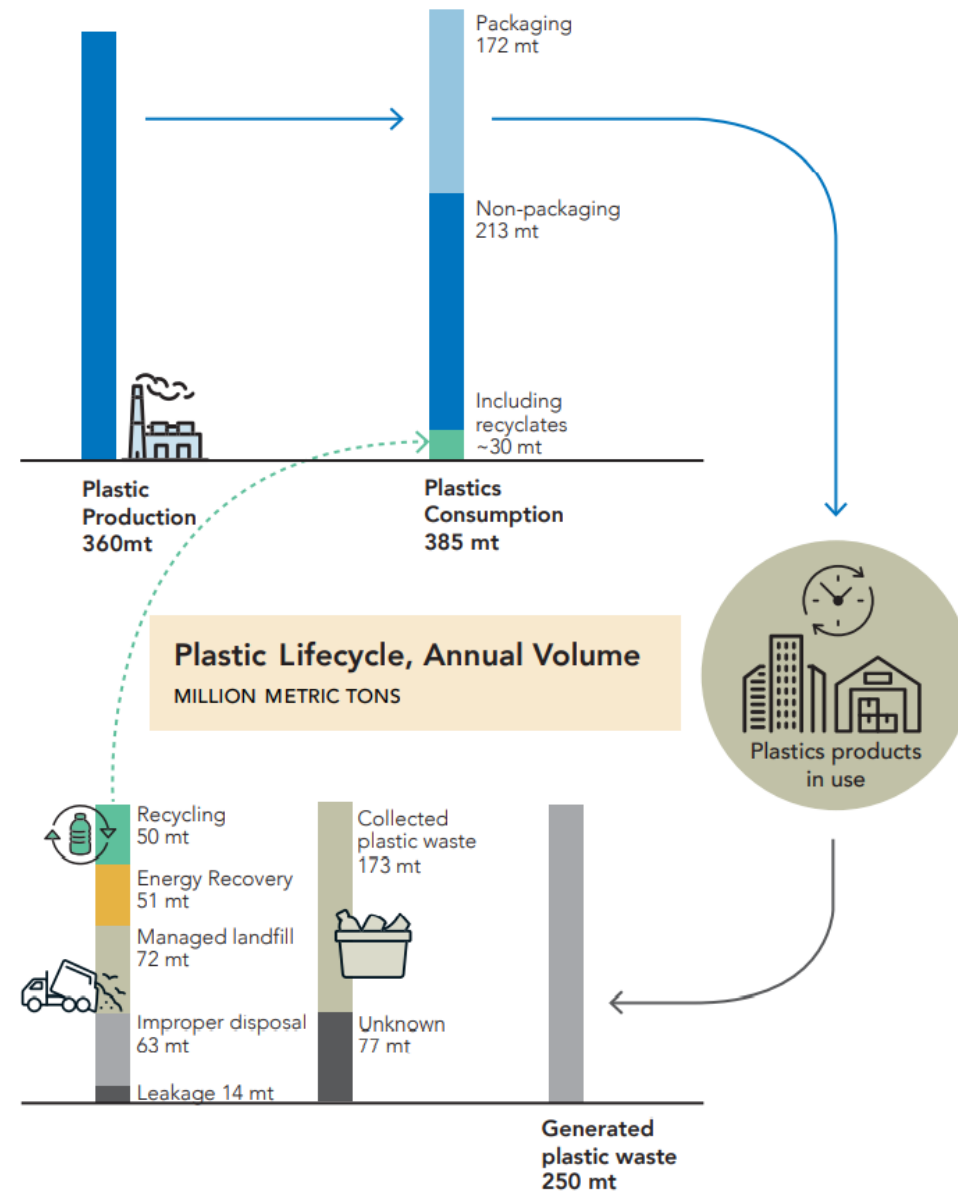 Packaging
172 mt
Non-packaging
213 mt
Including
recyclates
~30 mt
Plastic
Production
360mt
Plastics
Consumption
385 mt
Plastic Lifecycle, Annual Volume
MILLION METRIC TONS
Plastics products
in use
Recycling
50 mt
Energy Recovery
51 mt
Managed landfill
72 mt
Improper disposal
63 mt
Leakage 14 mt
Collected
plastic waste
173 mt
Unknown
77 mt
Generated
plastic waste
250 mt